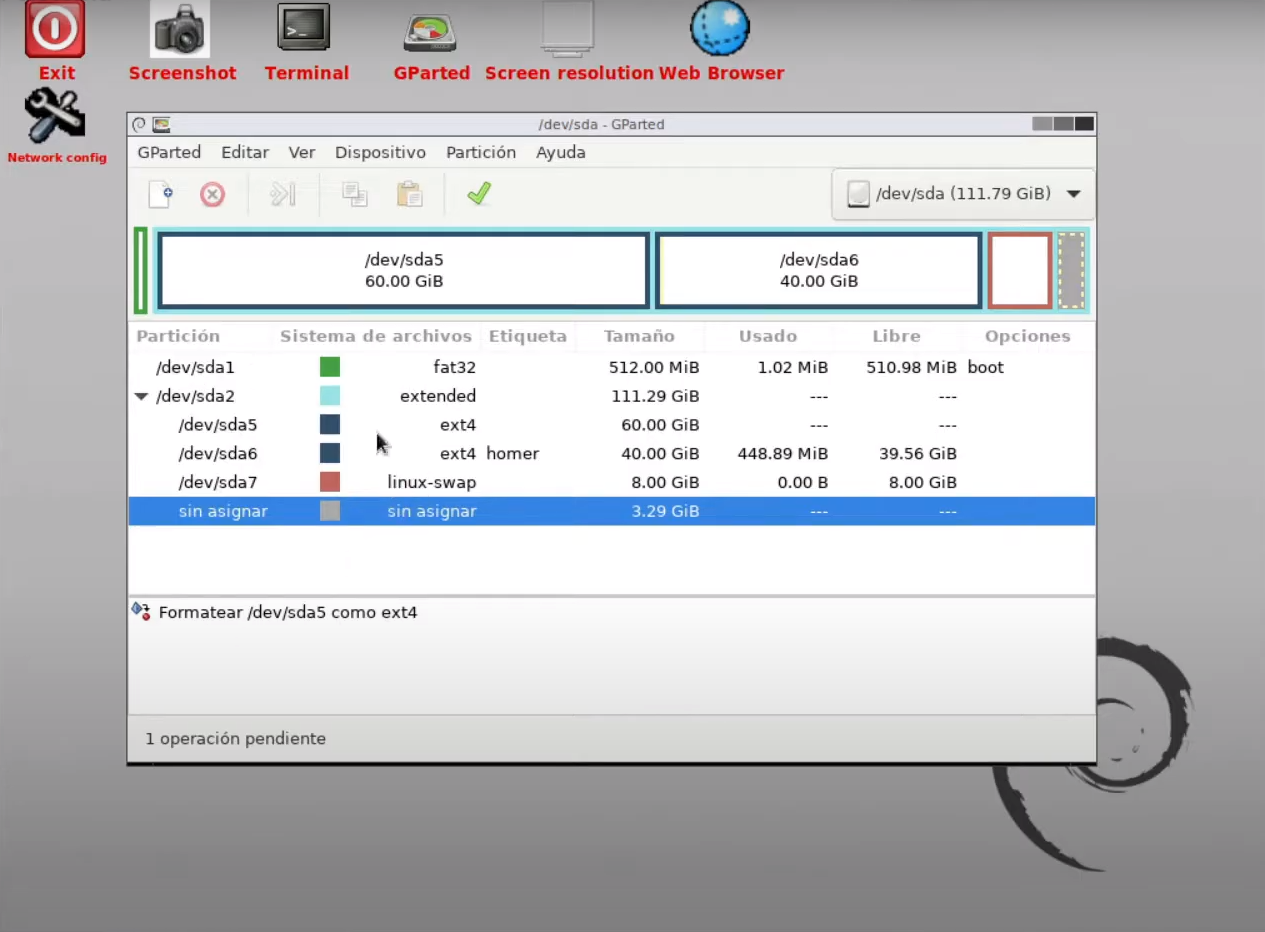 Exit
Screenshot
Terminal
GParted
Screen resolution
Web Browser
Network config
/dev/sda - GParted
GParted Editar Ver Dispositivo Partición Ayuda
/dev/sda (111.79 GiB)
/dev/sda5
60.00 GiB
/dev/sda6
40.00 GiB
Partición Sistema de archivos Etiqueta Tamaño Usado Libre Opciones
/dev/sda1 fat32 512.00 MiB 1.02 MiB 510.98 MiB boot
/dev/sda2 extended 111.29 GiB --- ---
/dev/sda5 ext4 60.00 GiB --- ---
/dev/sda6 ext4 homer 40.00 GiB 448.89 MiB 39.56 GiB
/dev/sda7 linux-swap 8.00 GiB 0.00 B 8.00 GiB
sin asignar sin asignar 3.29 GiB --- ---
Formatear /dev/sda5 como ext4
1 operación pendiente